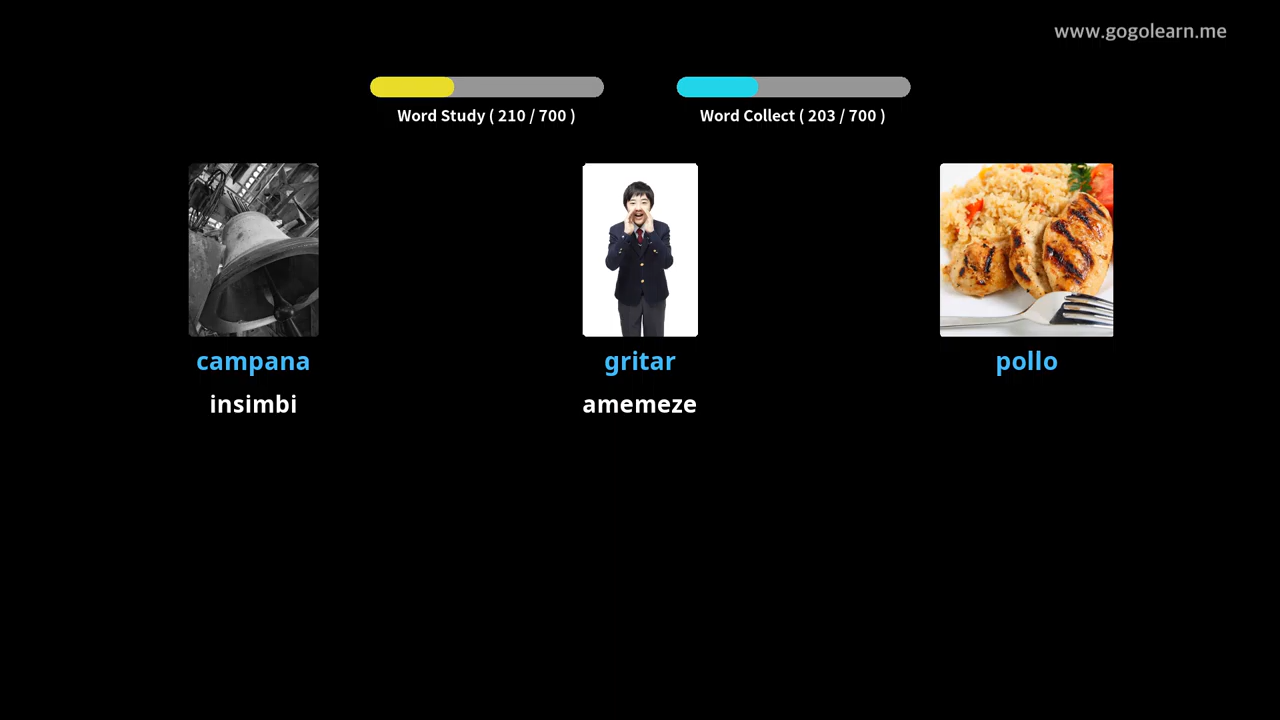 www.gogolearn.me
Word Study ( 210 / 700 )
Word Collect ( 203 / 700 )
campana
gritar
pollo
insimbi
amemeze